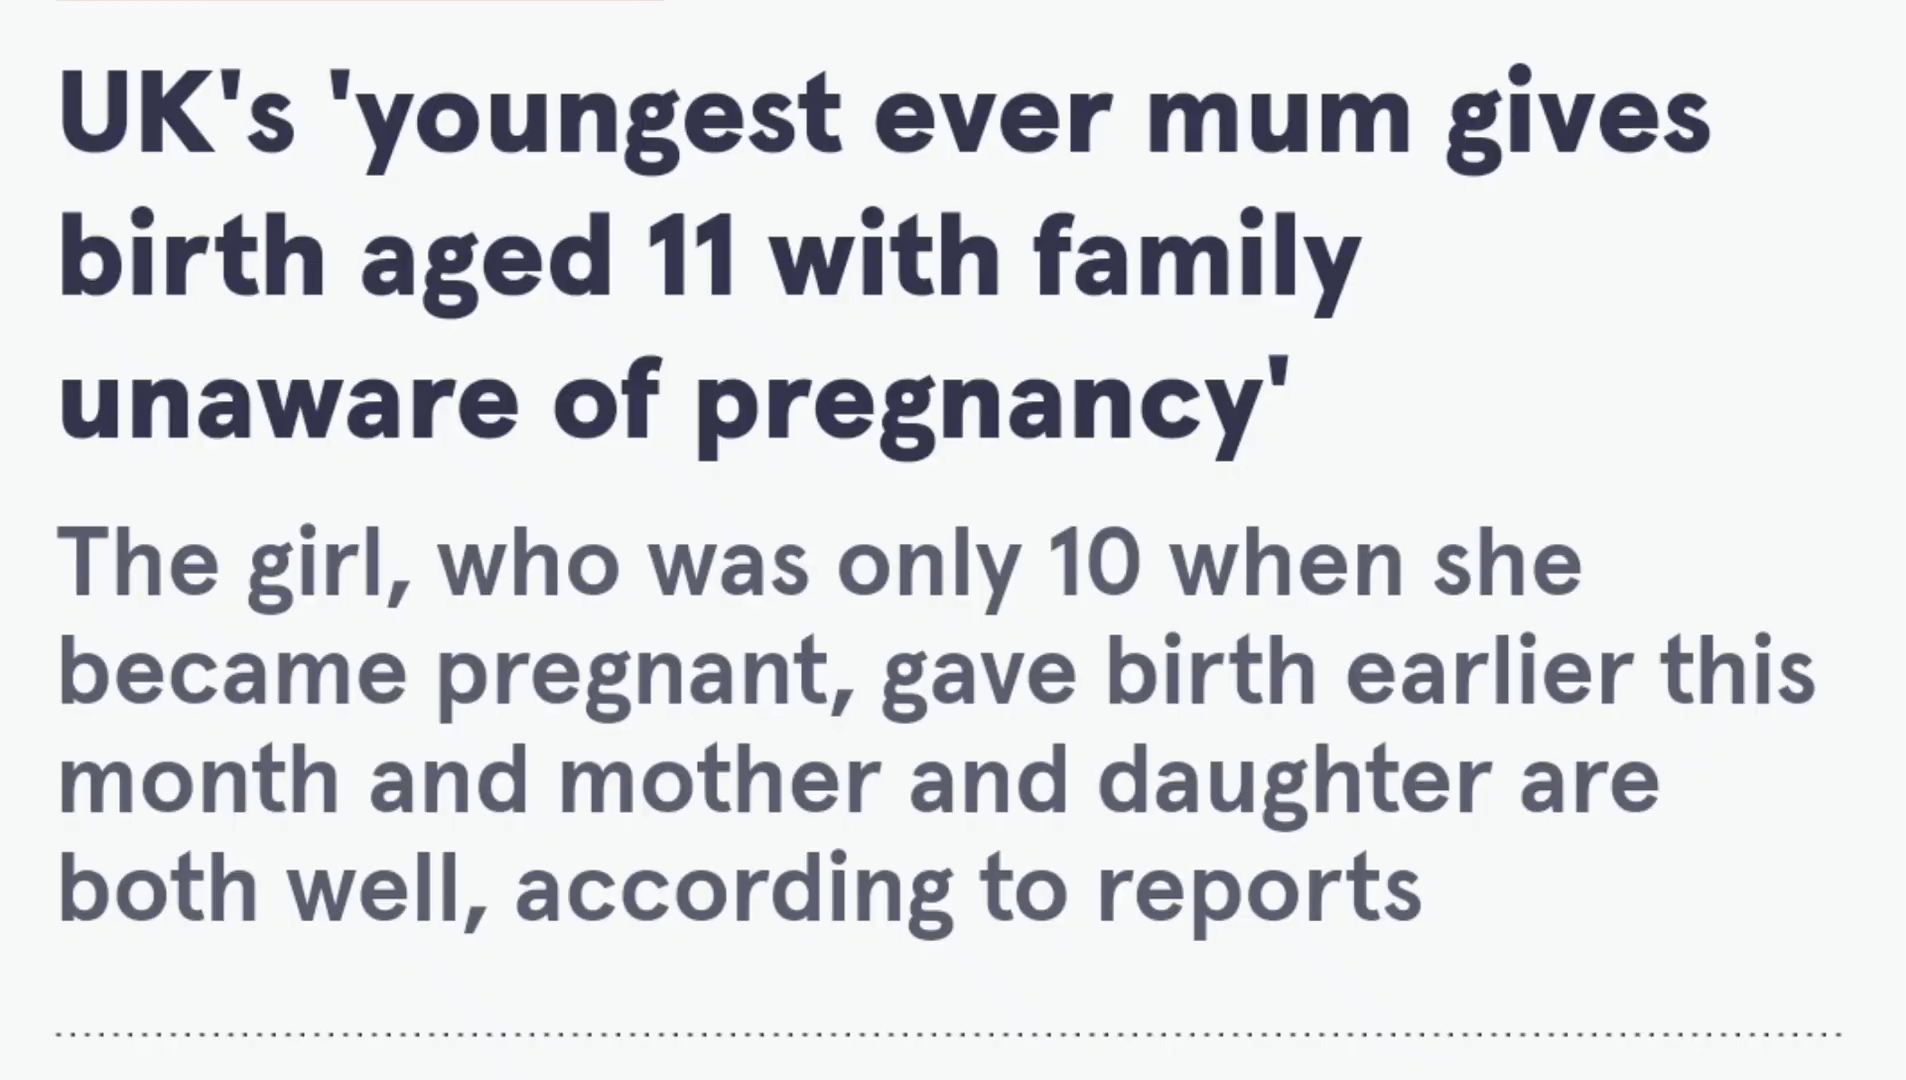 UK's 'youngest ever mum gives
birth aged 11 with family
unaware of pregnancy'
The girl, who was only 10 when she
became pregnant, gave birth earlier this
month and mother and daughter are
both well, according to reports